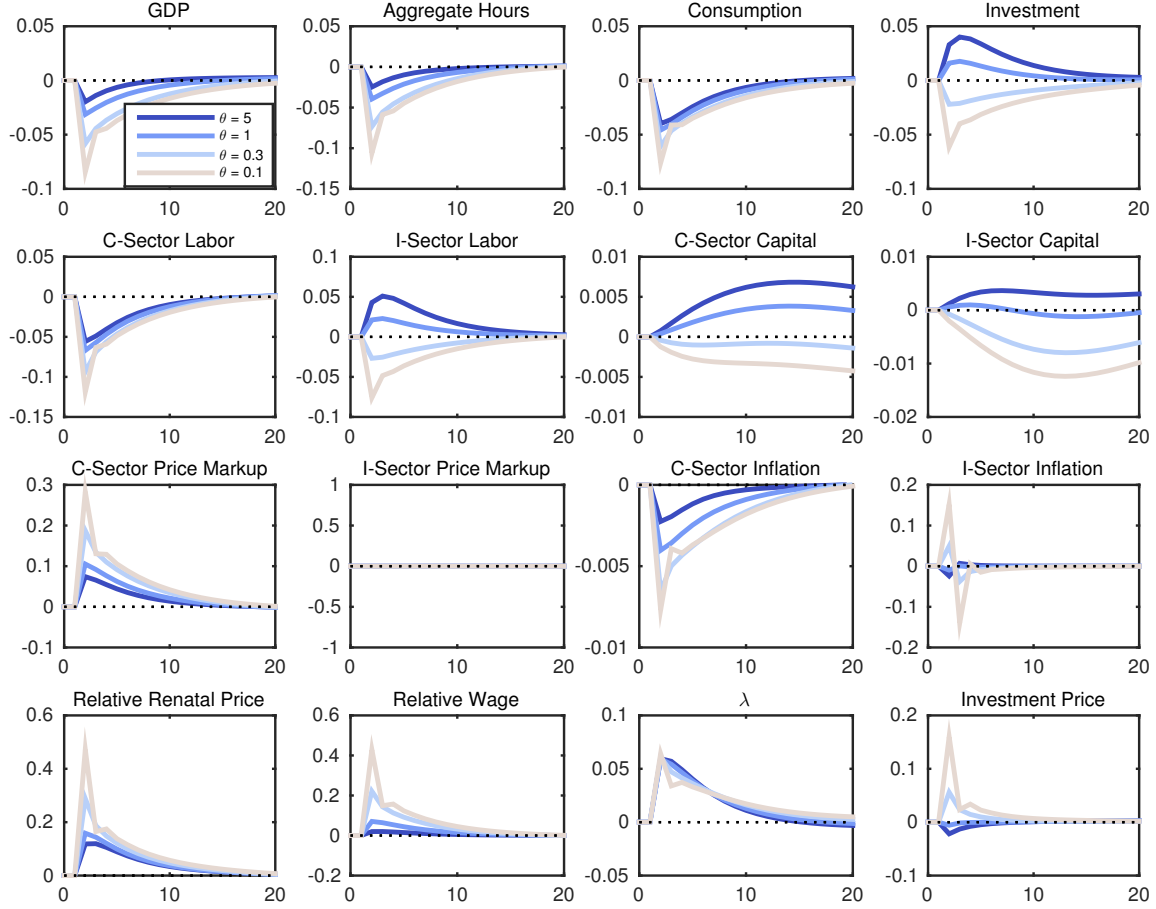 GDP
0.05
0
-0.05
-0.1
0 10 20
θ = 5
θ = 1
θ = 0.3
θ = 0.1
Aggregate Hours
0.05
0
-0.05
-0.1
-0.15
0 10 20
Consumption
0.05
0
-0.05
-0.1
0 10 20
Investment
0.05
0
-0.05
-0.1
0 10 20
C-Sector Labor
0.05
0
-0.05
-0.1
-0.15
0 10 20
I-Sector Labor
0.1
0.05
0
-0.05
-0.1
0 10 20
C-Sector Capital
0.01
0.005
0
-0.005
-0.01
0 10 20
I-Sector Capital
0.01
0
-0.01
-0.02
0 10 20
C-Sector Price Markup
0.3
0.2
0.1
0
-0.1
0 10 20
I-Sector Price Markup
1
0.5
0
-0.5
-1
0 10 20
C-Sector Inflation
0
-0.005
-0.01
0 10 20
I-Sector Inflation
0.2
0.1
0
-0.1
-0.2
0 10 20
Relative Renatal Price
0.6
0.4
0.2
0
0 10 20
Relative Wage
0.6
0.4
0.2
0
-0.2
0 10 20
λ
0.1
0.05
0
-0.05
0 10 20
Investment Price
0.2
0.1
0
-0.1
0 10 20